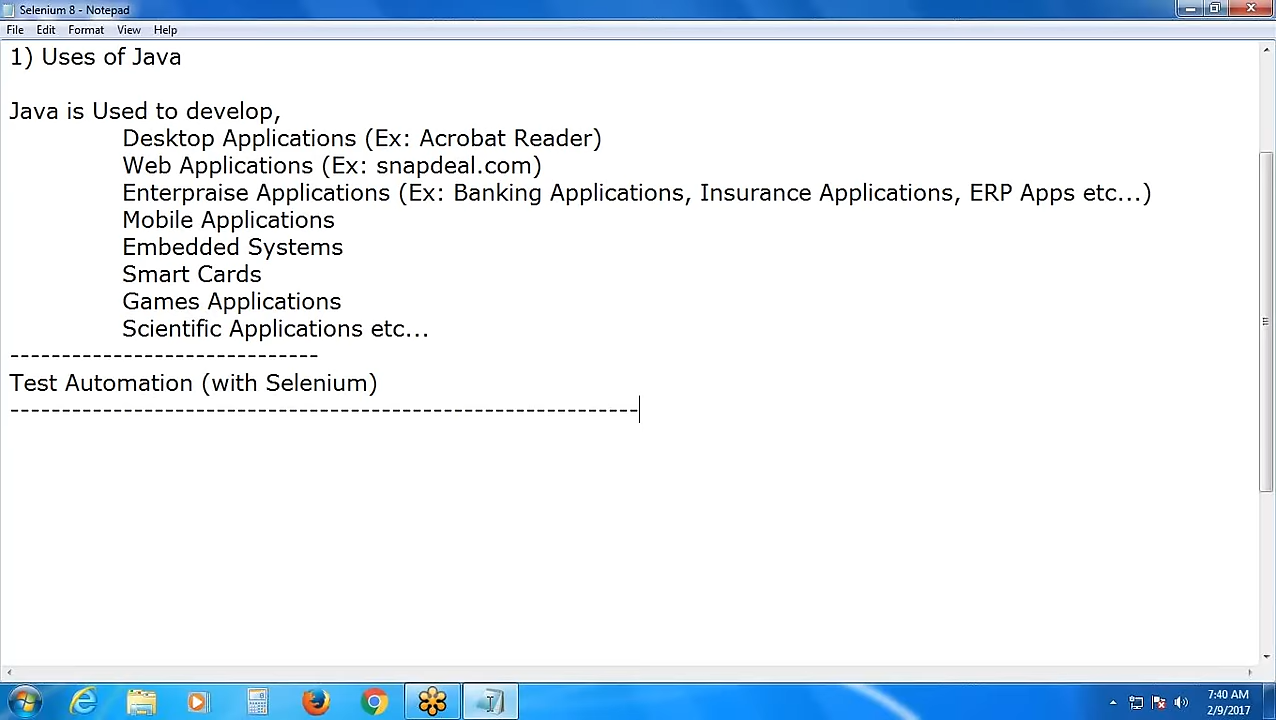 Selenium 8 - Notepad
File Edit Format View Help
1) Uses of Java
Java is Used to develop,
Desktop Applications (Ex: Acrobat Reader)
Web Applications (Ex: snapdeal.com)
Enterpraise Applications (Ex: Banking Applications, Insurance Applications, ERP Apps etc...)
Mobile Applications
Embedded Systems
Smart Cards
Games Applications
Scientific Applications etc...
------------------------------
Test Automation (with Selenium)
-------------------------------------------------------------
7:40 AM
2/9/2017